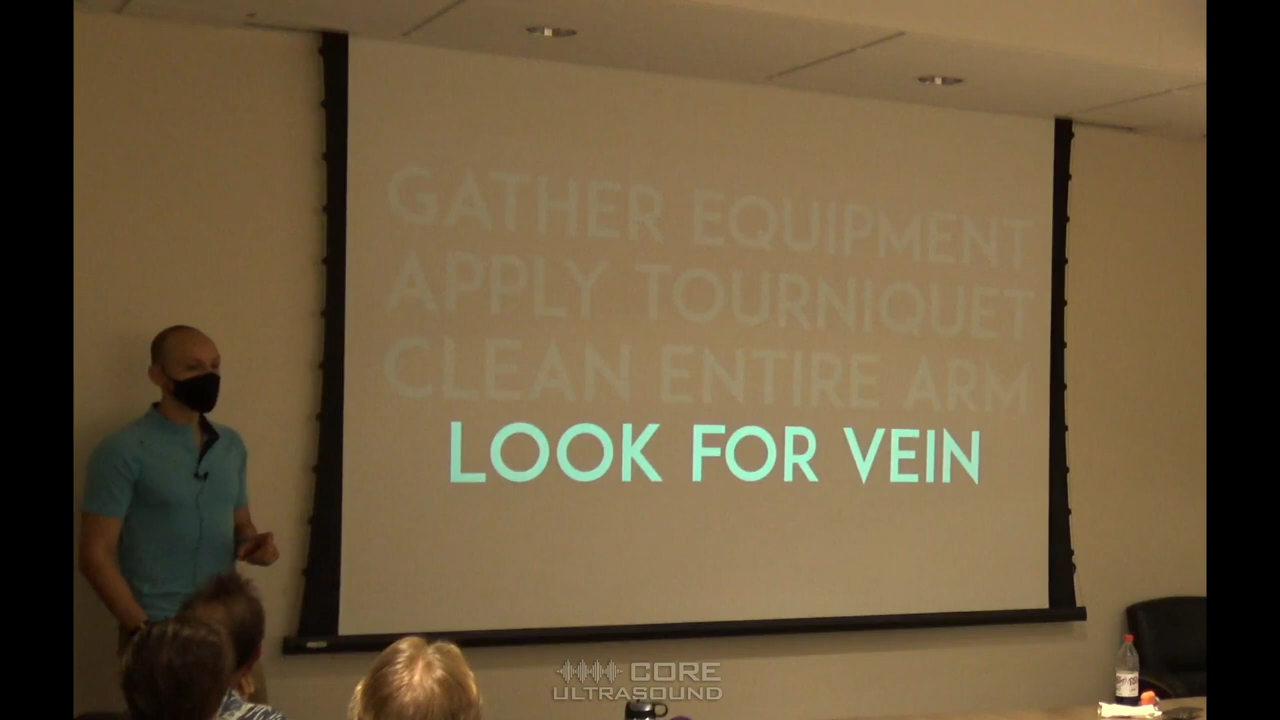 GATHER EQUIPMENT
APPLY TOURNIQUET
CLEAN ENTIRE ARM
LOOK FOR VEIN
CORE
ULTRASOUND